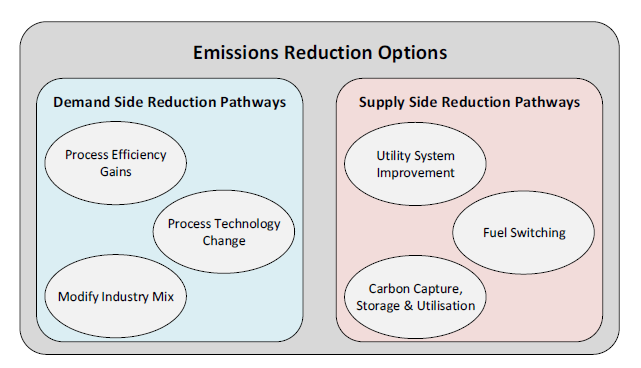 Emissions Reduction Options
Demand Side Reduction Pathways
Process Efficiency
Gains
Process Technology
Change
Modify Industry Mix
Supply Side Reduction Pathways
Utility System
Improvement
Fuel Switching
Carbon Capture,
Storage & Utilisation